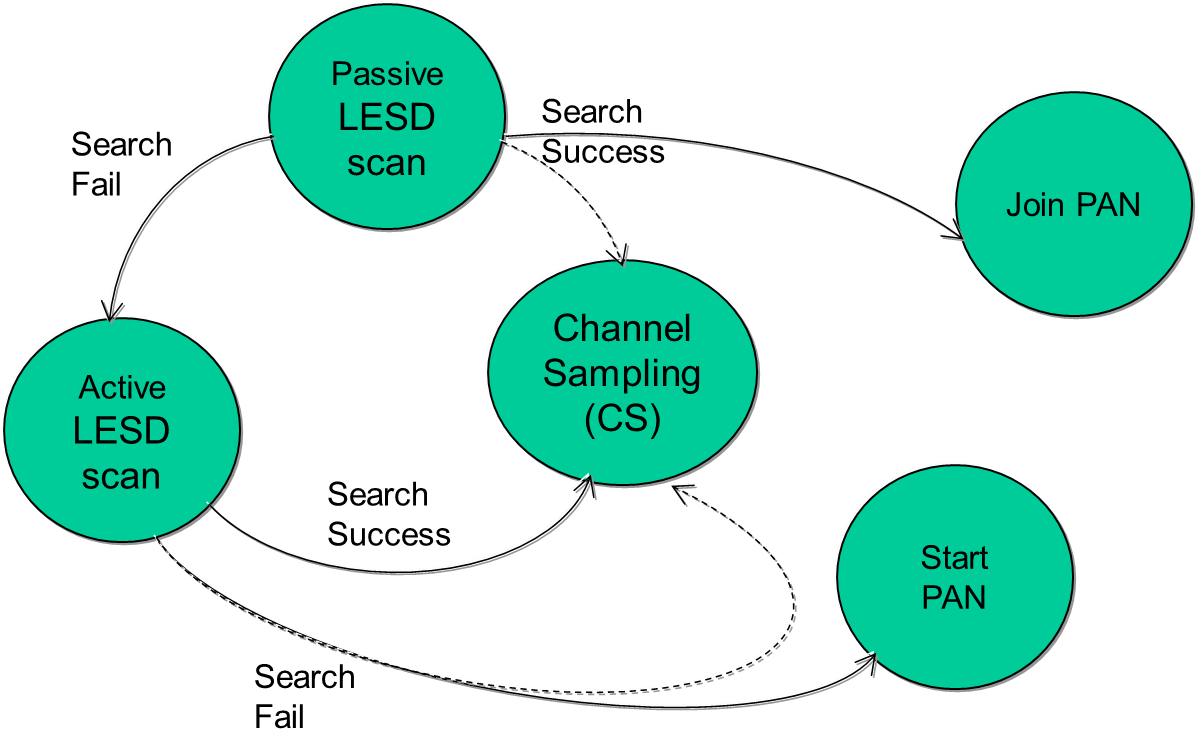 Passive
LESD
scan
Search
Success
Search
Fail
Join PAN
Channel
Sampling
(CS)
Active
LESD
scan
Search
Success
Start
PAN
Search
Fail